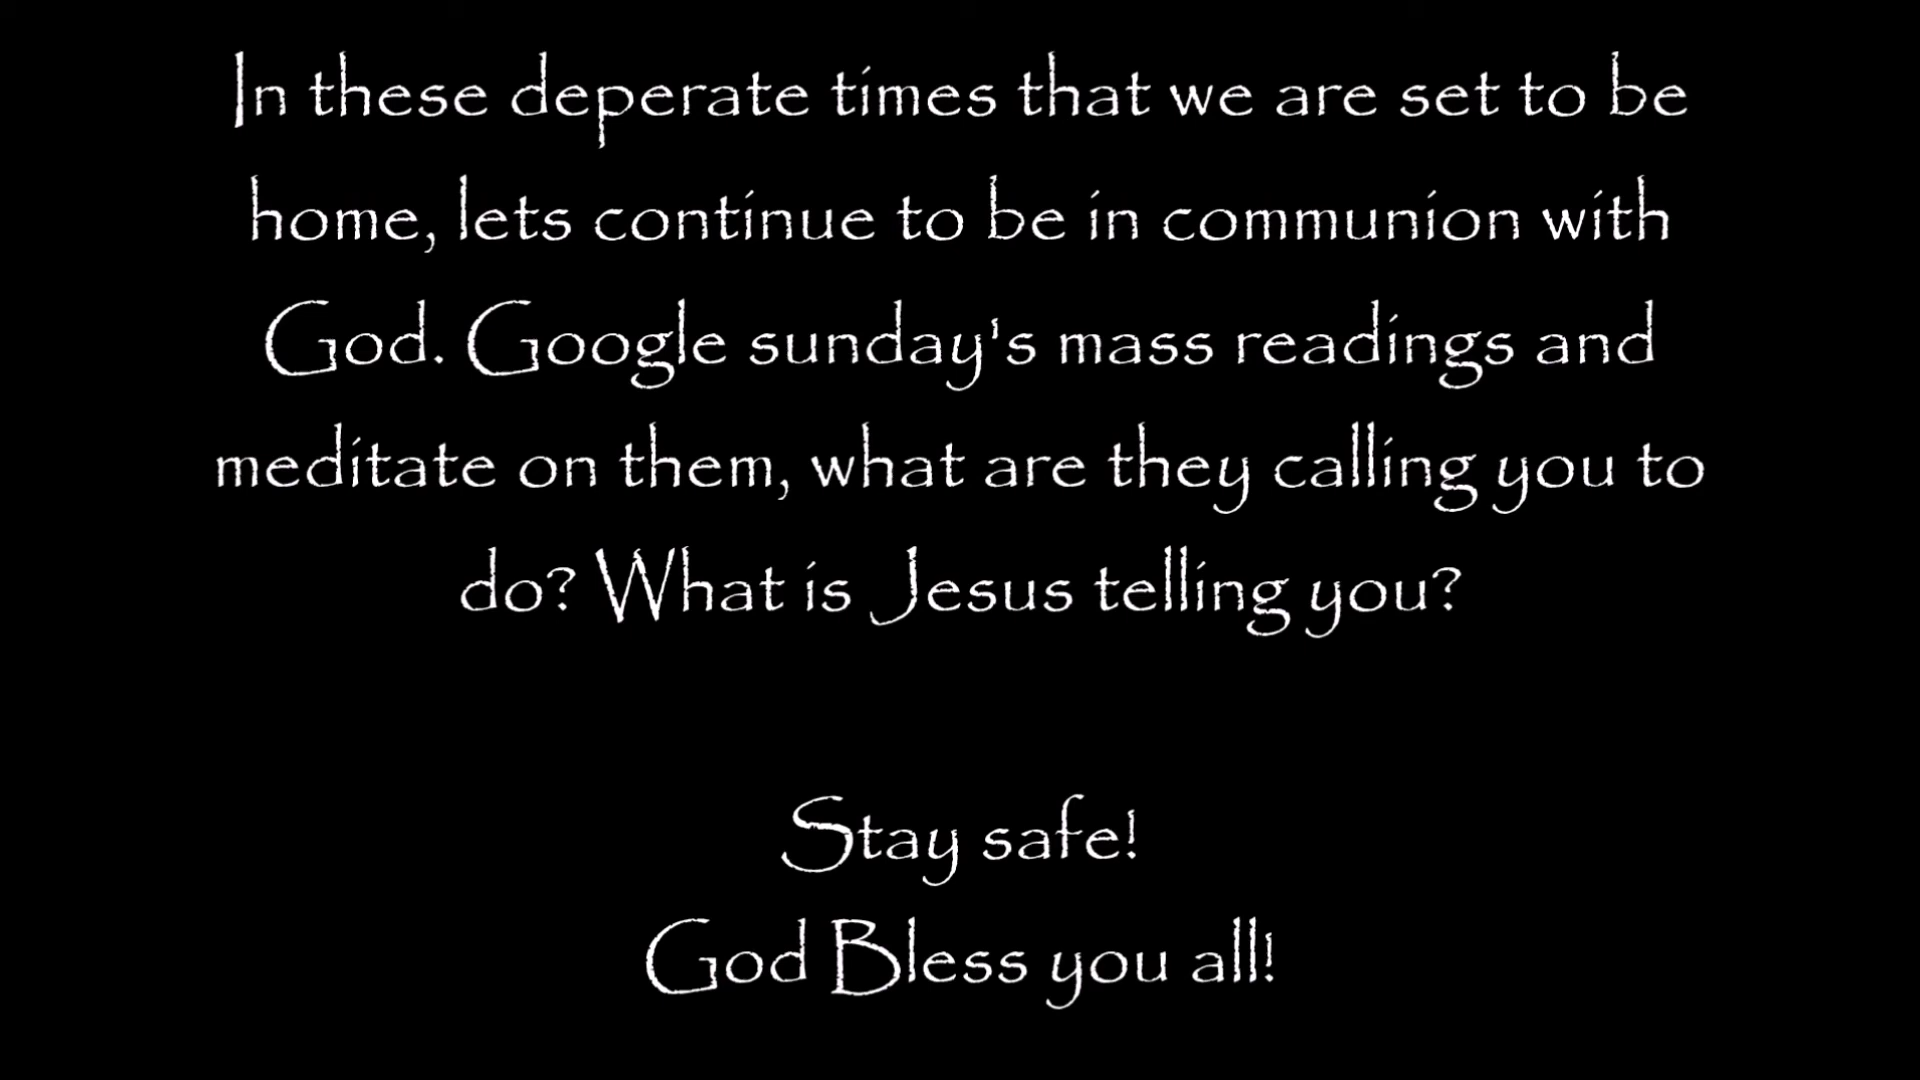 In these deperate times that we are set to be
home, lets continue to be in communion with
God. Google sunday's mass readings and
meditate on them, what are they calling you to
do? What is Jesus telling you?
Stay safe!
God Bless you all!